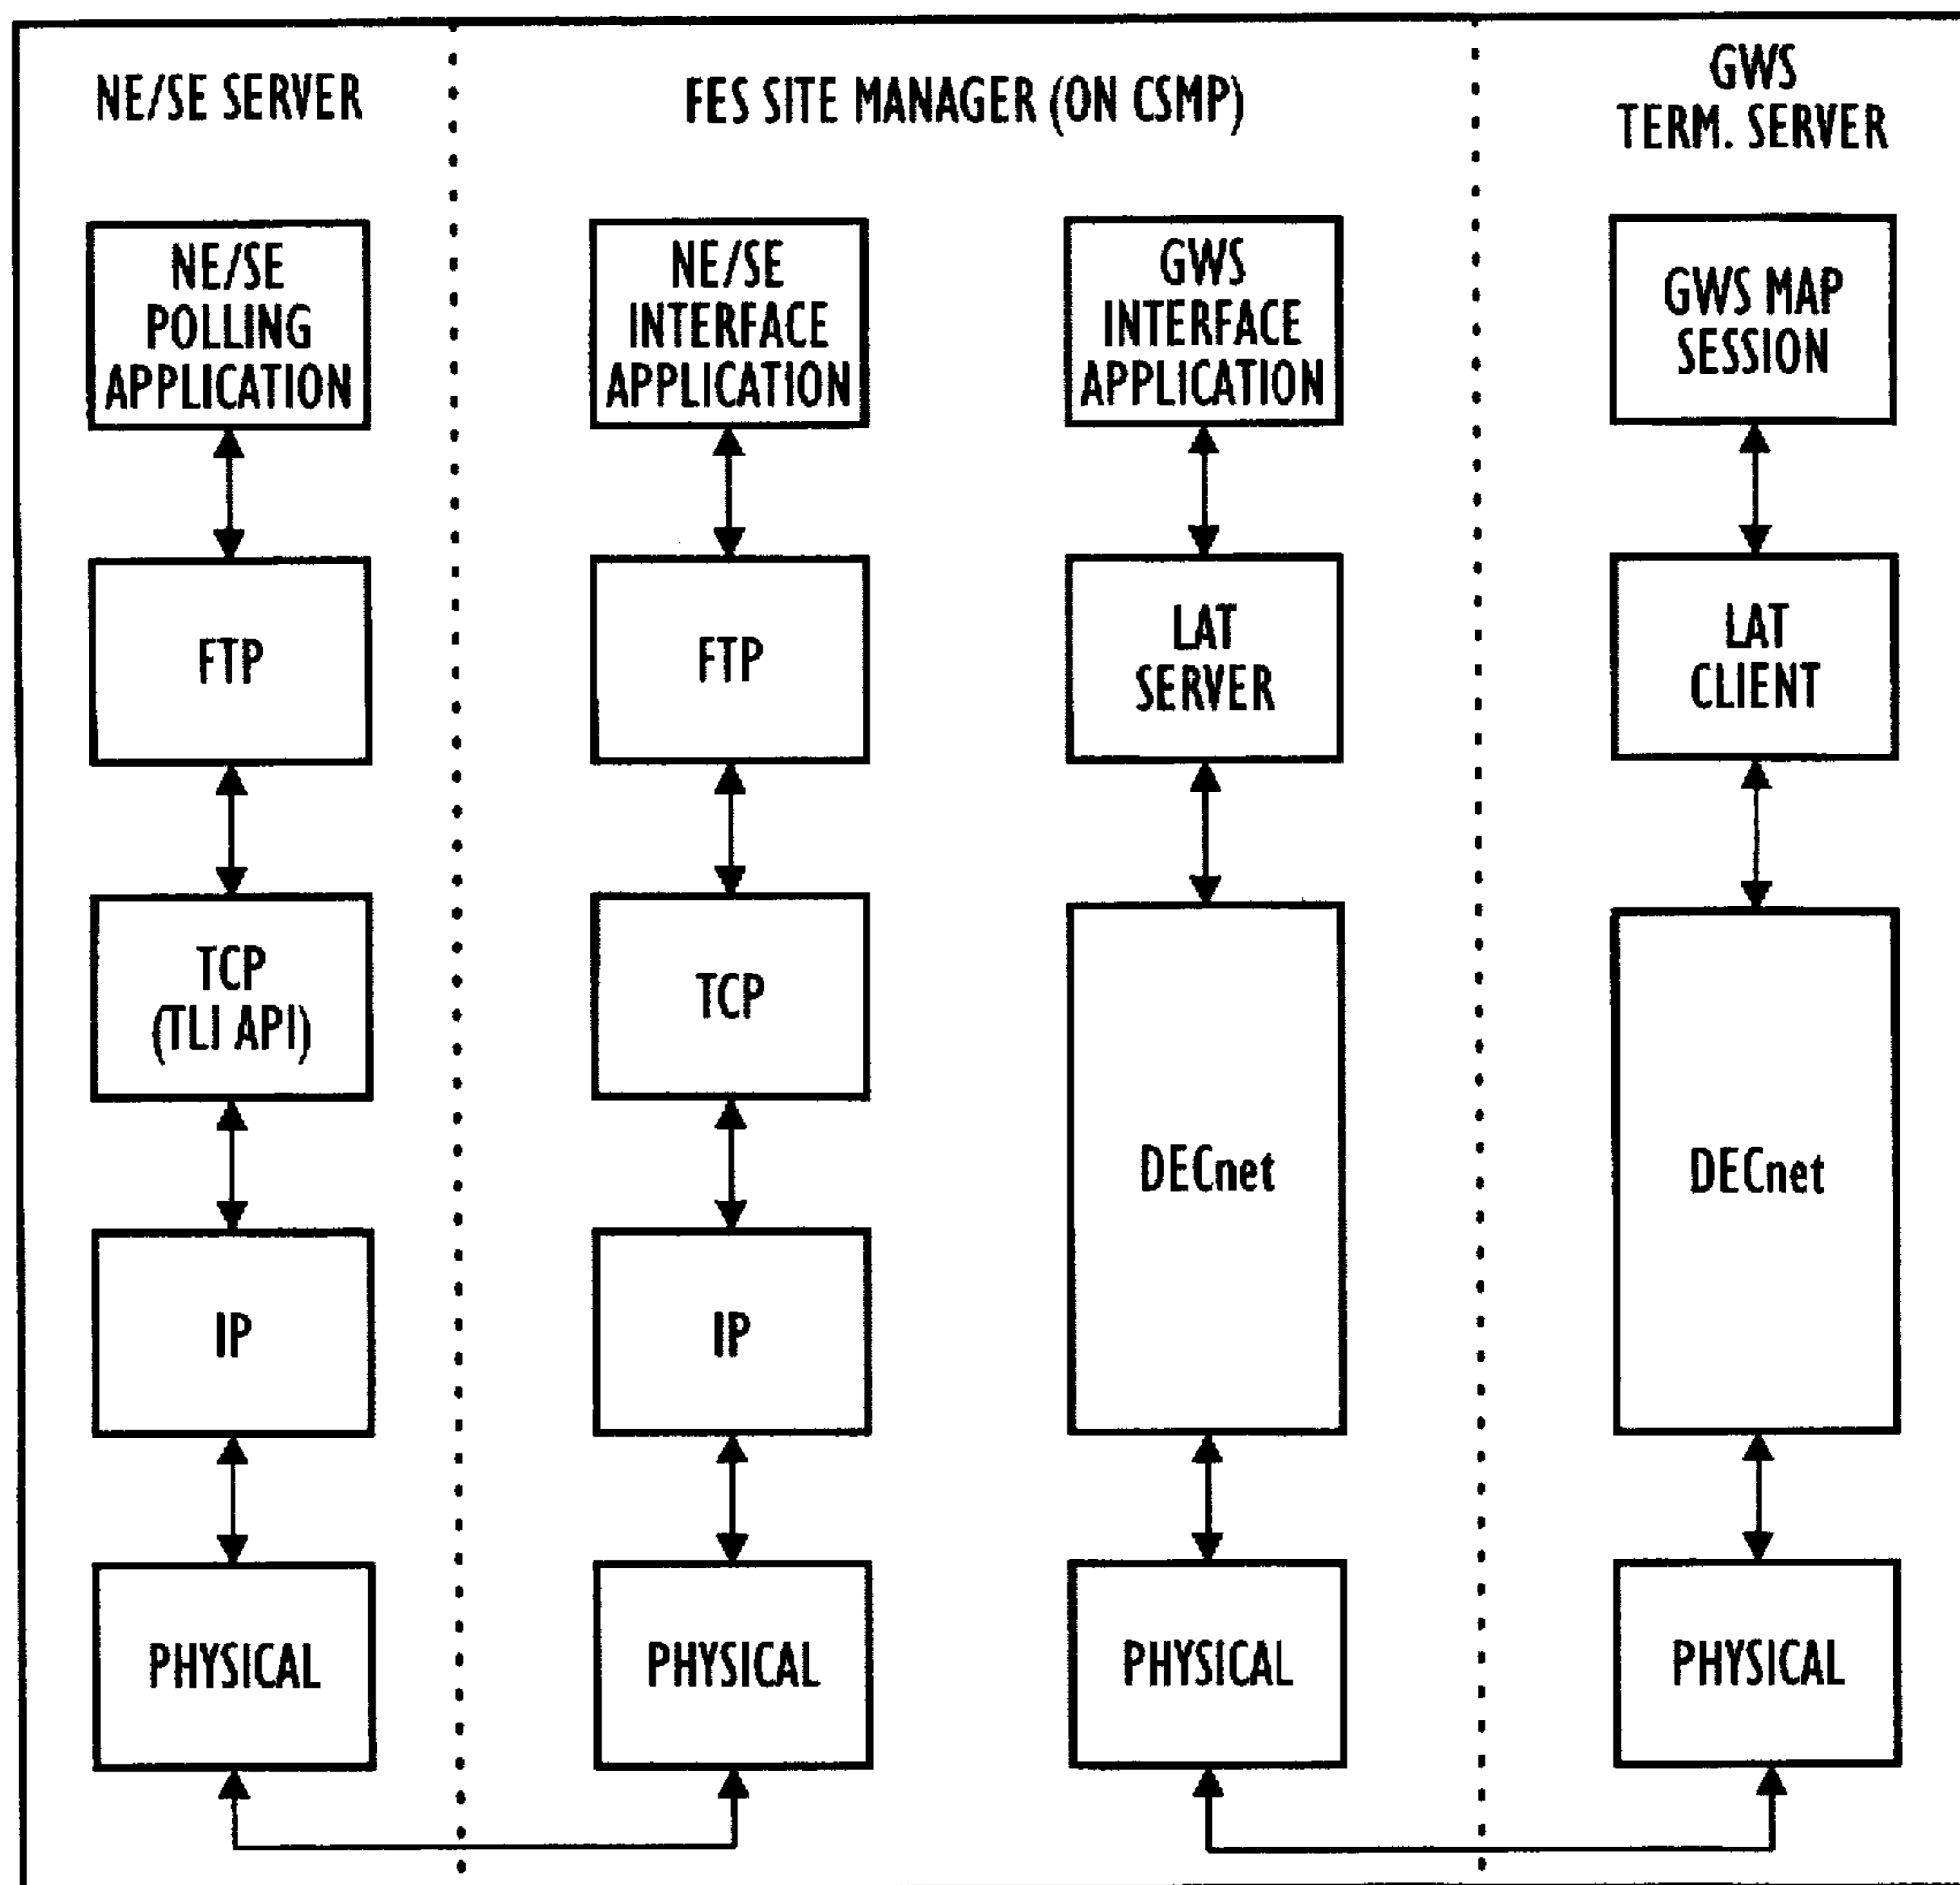 NE/SE SERVER
FES SITE MANAGER (ON CSMP)
GWS
TERM. SERVER
NE/SE
POLLING
APPLICATION
NE/SE
INTERFACE
APPLICATION
GWS
INTERFACE
APPLICATION
GWS MAP
SESSION
FTP
FTP
LAT
SERVER
LAT
CLIENT
TCP
(TLI API)
TCP
DECnet
DECnet
IP
IP
PHYSICAL
PHYSICAL
PHYSICAL
PHYSICAL